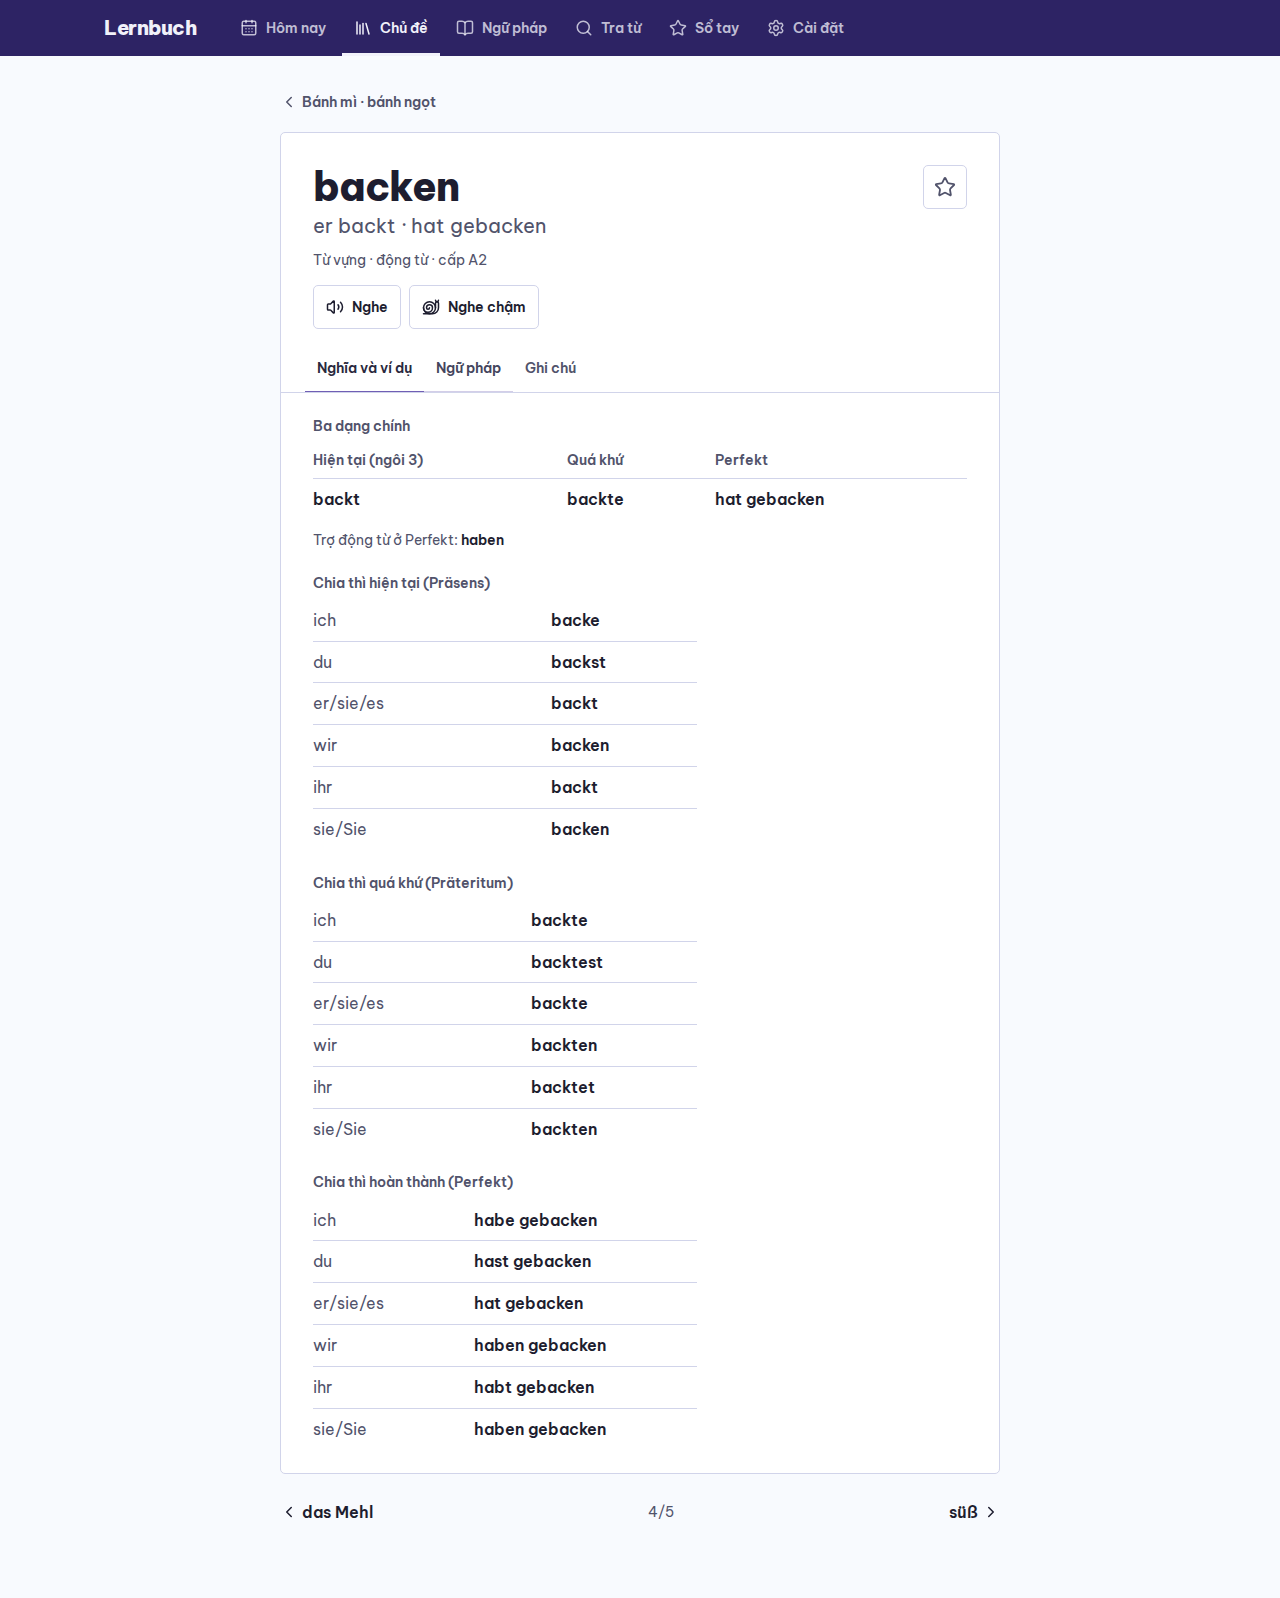 Lernbuch Hôm nay Chủ đề Ngữ pháp Tra từ Sổ tay Cài đặt
Bánh mì · bánh ngọt
backen
er backt · hat gebacken
Từ vựng · động từ · cấp A2
Nghe Nghe chậm
Nghĩa và ví dụ Ngữ pháp Ghi chú
Ba dạng chính
Hiện tại (ngôi 3) Quá khứ Perfekt
backt backte hat gebacken
Trợ động từ ở Perfekt: haben
Chia thì hiện tại (Präsens)
ich backe
du backst
er/sie/es backt
wir backen
ihr backt
sie/Sie backen
Chia thì quá khứ (Präteritum)
ich backte
du backtest
er/sie/es backte
wir backten
ihr backtet
sie/Sie backten
Chia thì hoàn thành (Perfekt)
ich habe gebacken
du hast gebacken
er/sie/es hat gebacken
wir haben gebacken
ihr habt gebacken
sie/Sie haben gebacken
das Mehl 4/5 süß